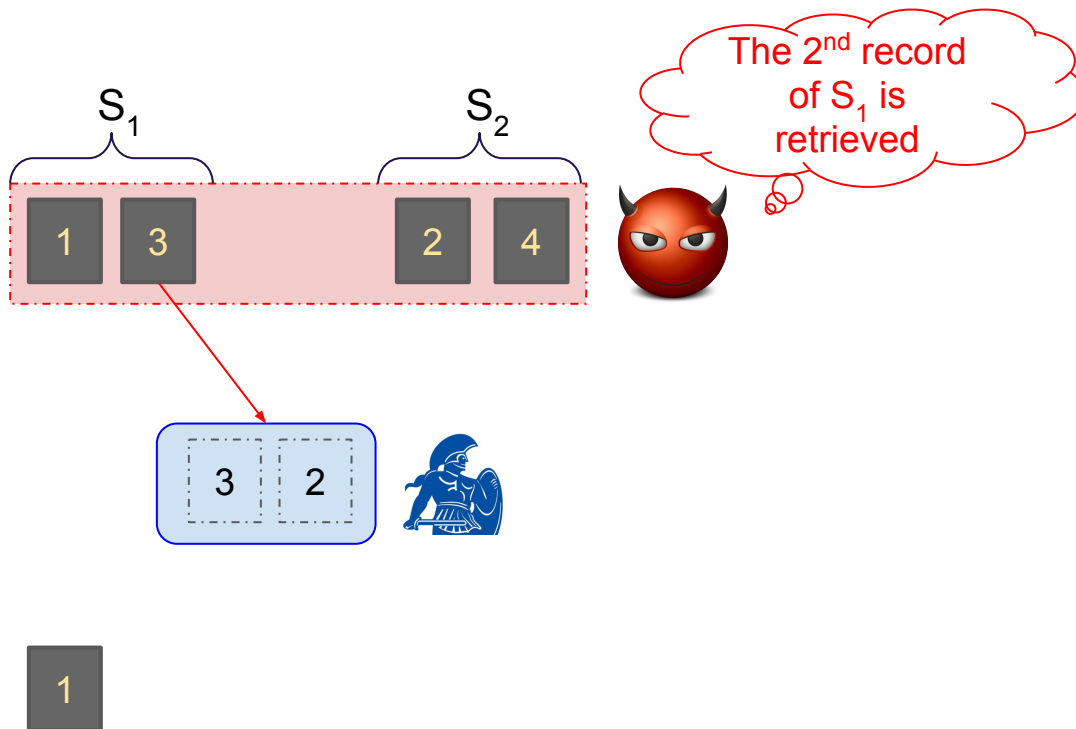 The 2nd record
of S1 is
retrieved
S1
S2
1 3 2 4
3 2
1